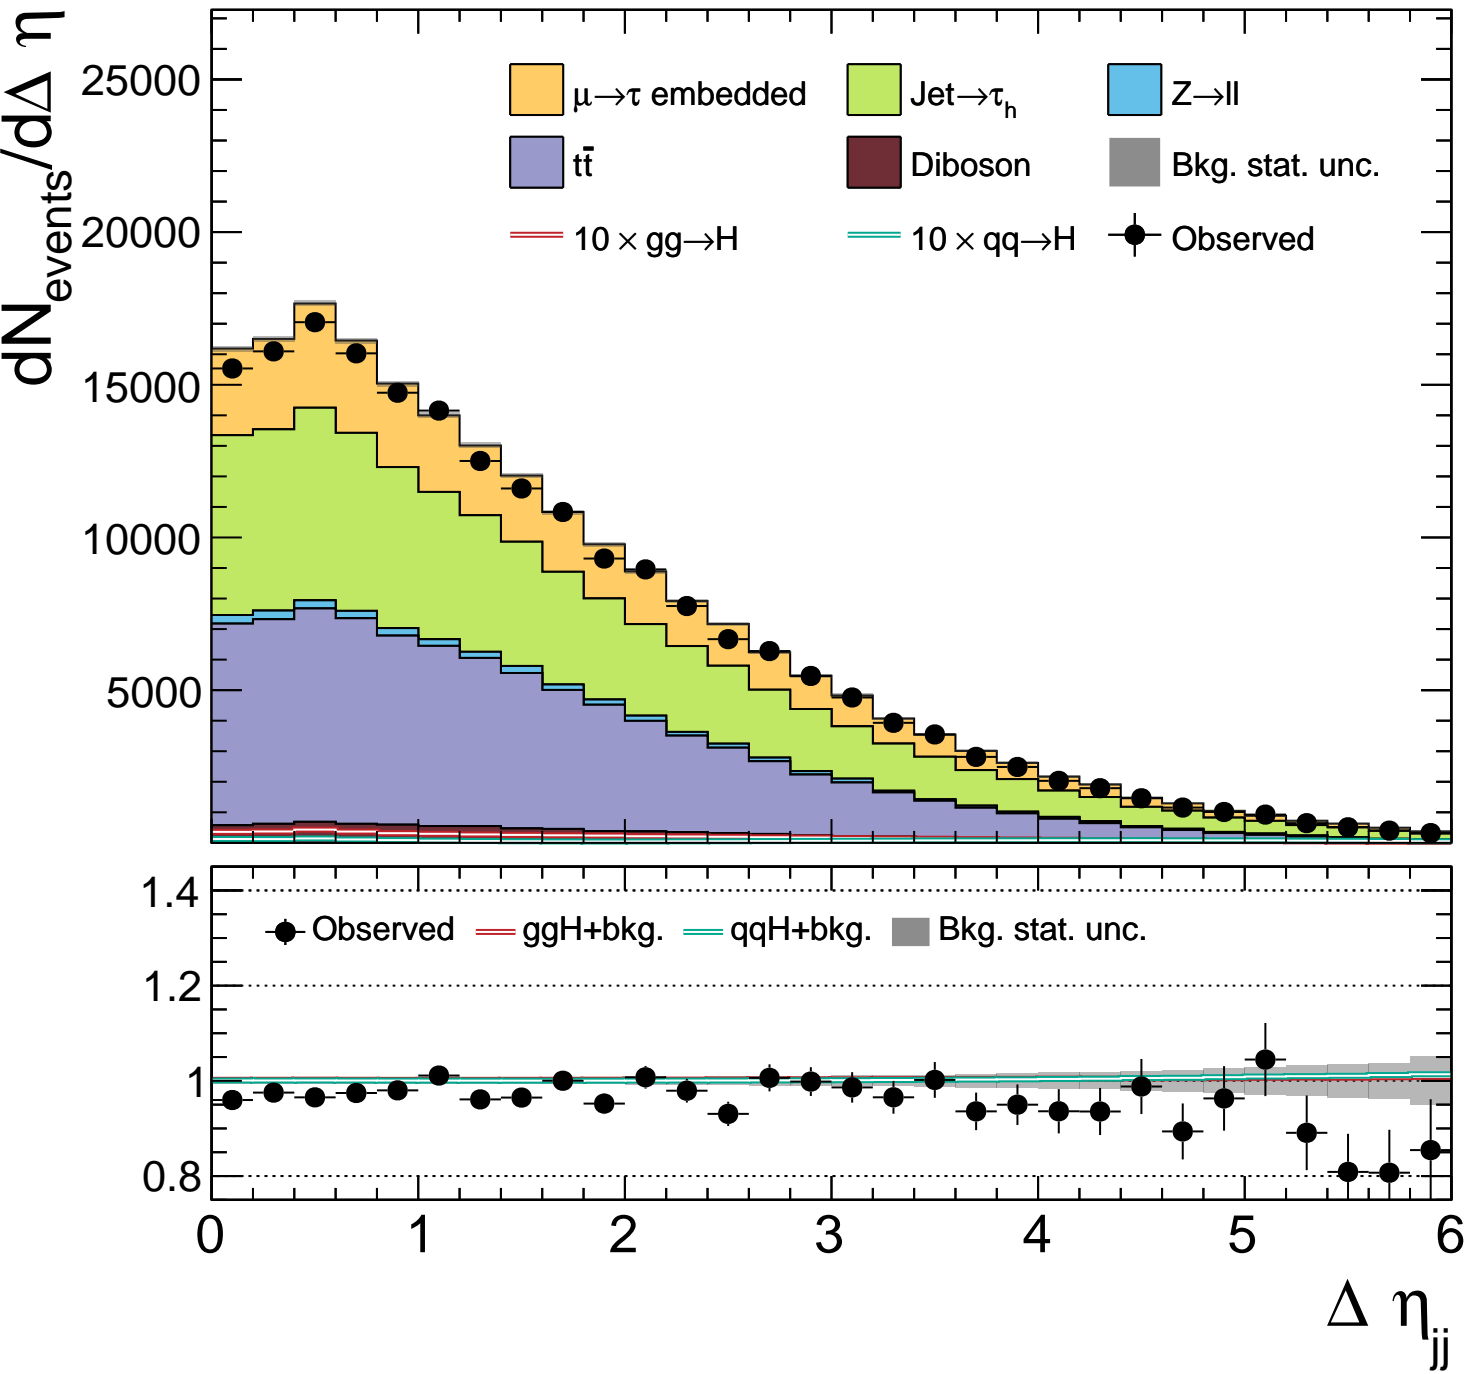 dN_events/dΔ η
25000
20000
15000
10000
5000
μ→τ embedded
Jet→τ_h
Z→ll
tt̄
Diboson
Bkg. stat. unc.
10 × gg→H
10 × qq→H
Observed
1.4
1.2
1
0.8
Observed
ggH+bkg.
qqH+bkg.
Bkg. stat. unc.
0 1 2 3 4 5 6
Δ η_jj